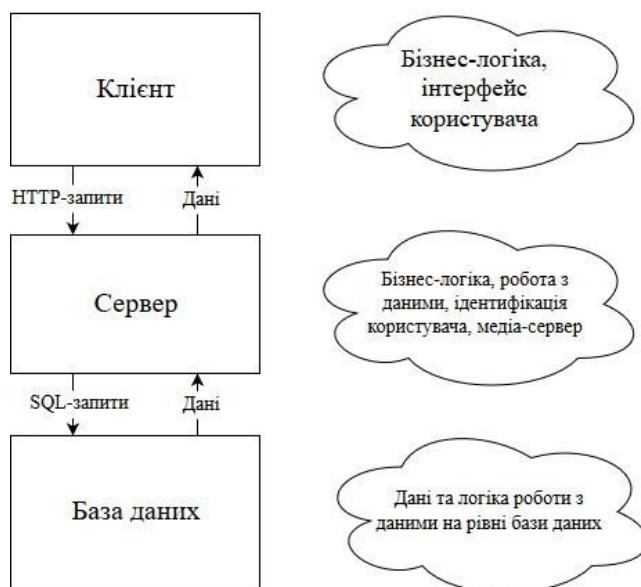 Клієнт
Бізнес-логіка,
інтерфейс
користувача
HTTP-запити
Дані
Сервер
Бізнес-логіка, робота з
даними, ідентифікація
користувача, медіа-сервер
SQL-запити
Дані
База даних
Дані та логіка роботи з
даними на рівні бази даних